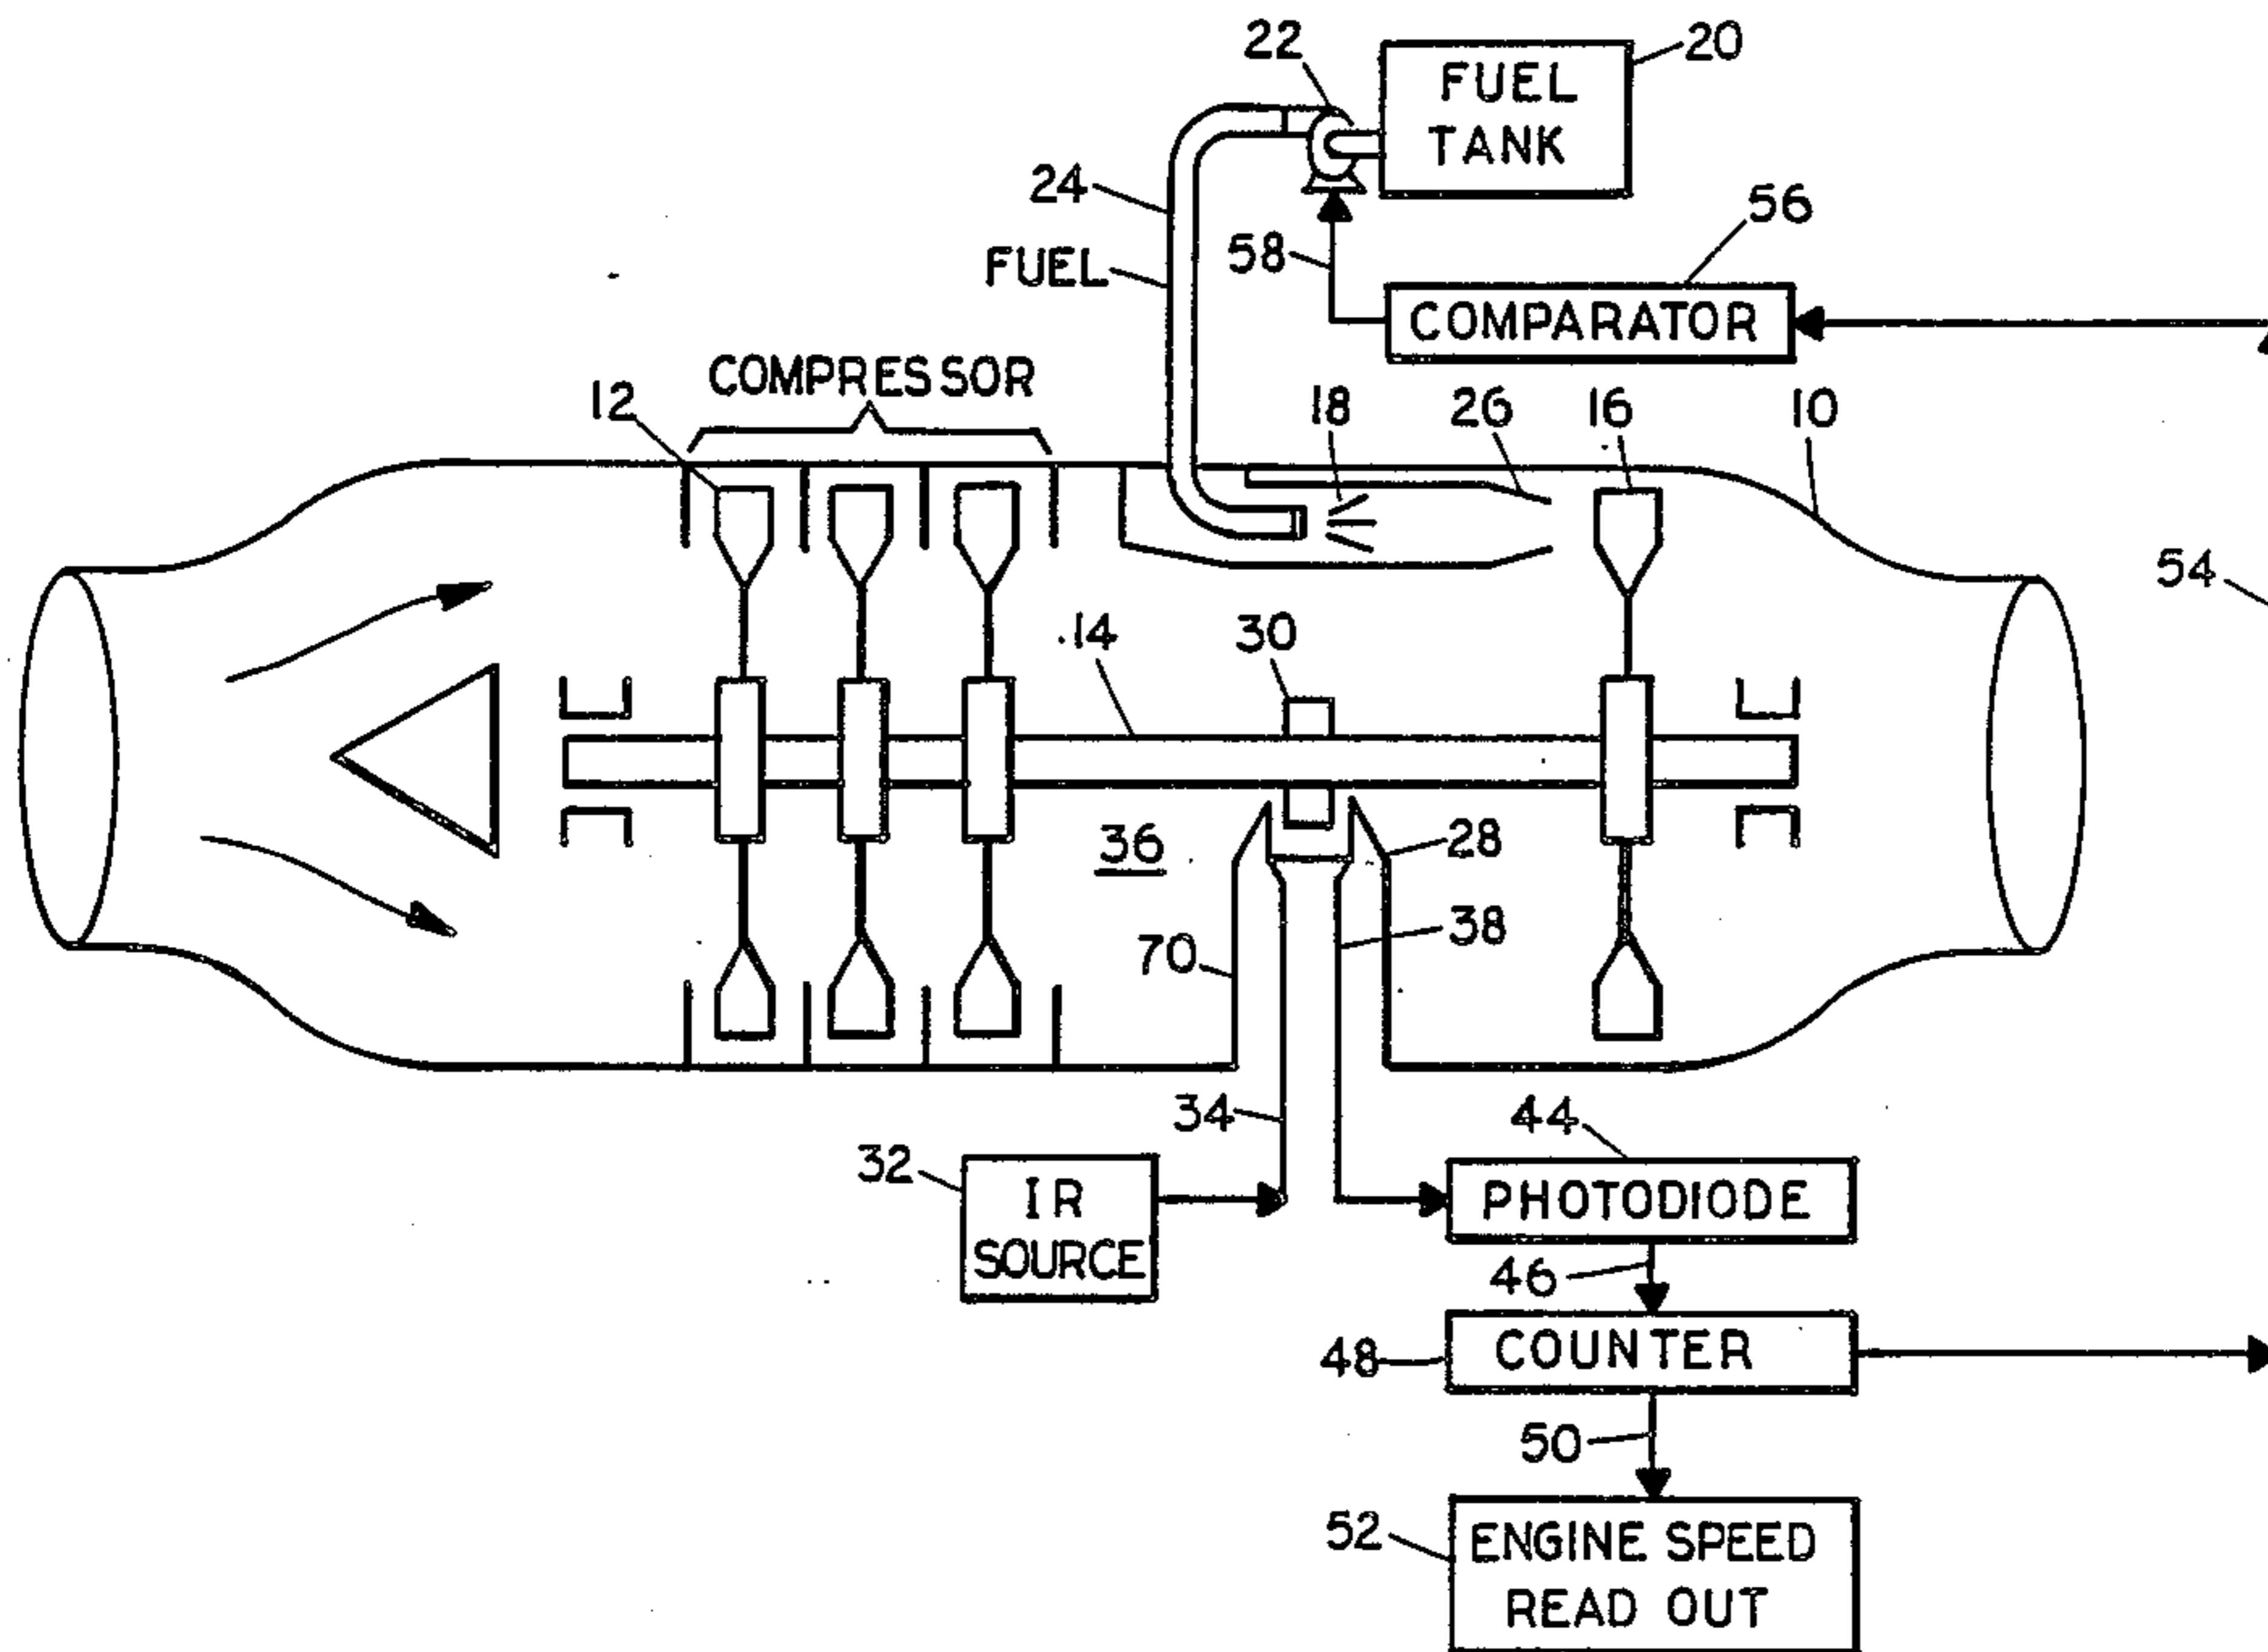 22
FUEL
TANK
20
24
58
56
FUEL
COMPARATOR
COMPRESSOR
12
18
26
16
10
54
14
30
36
28
38
70
34
44
32
IR
SOURCE
PHOTODIODE
46
48
COUNTER
50
52
ENGINE SPEED
READ OUT